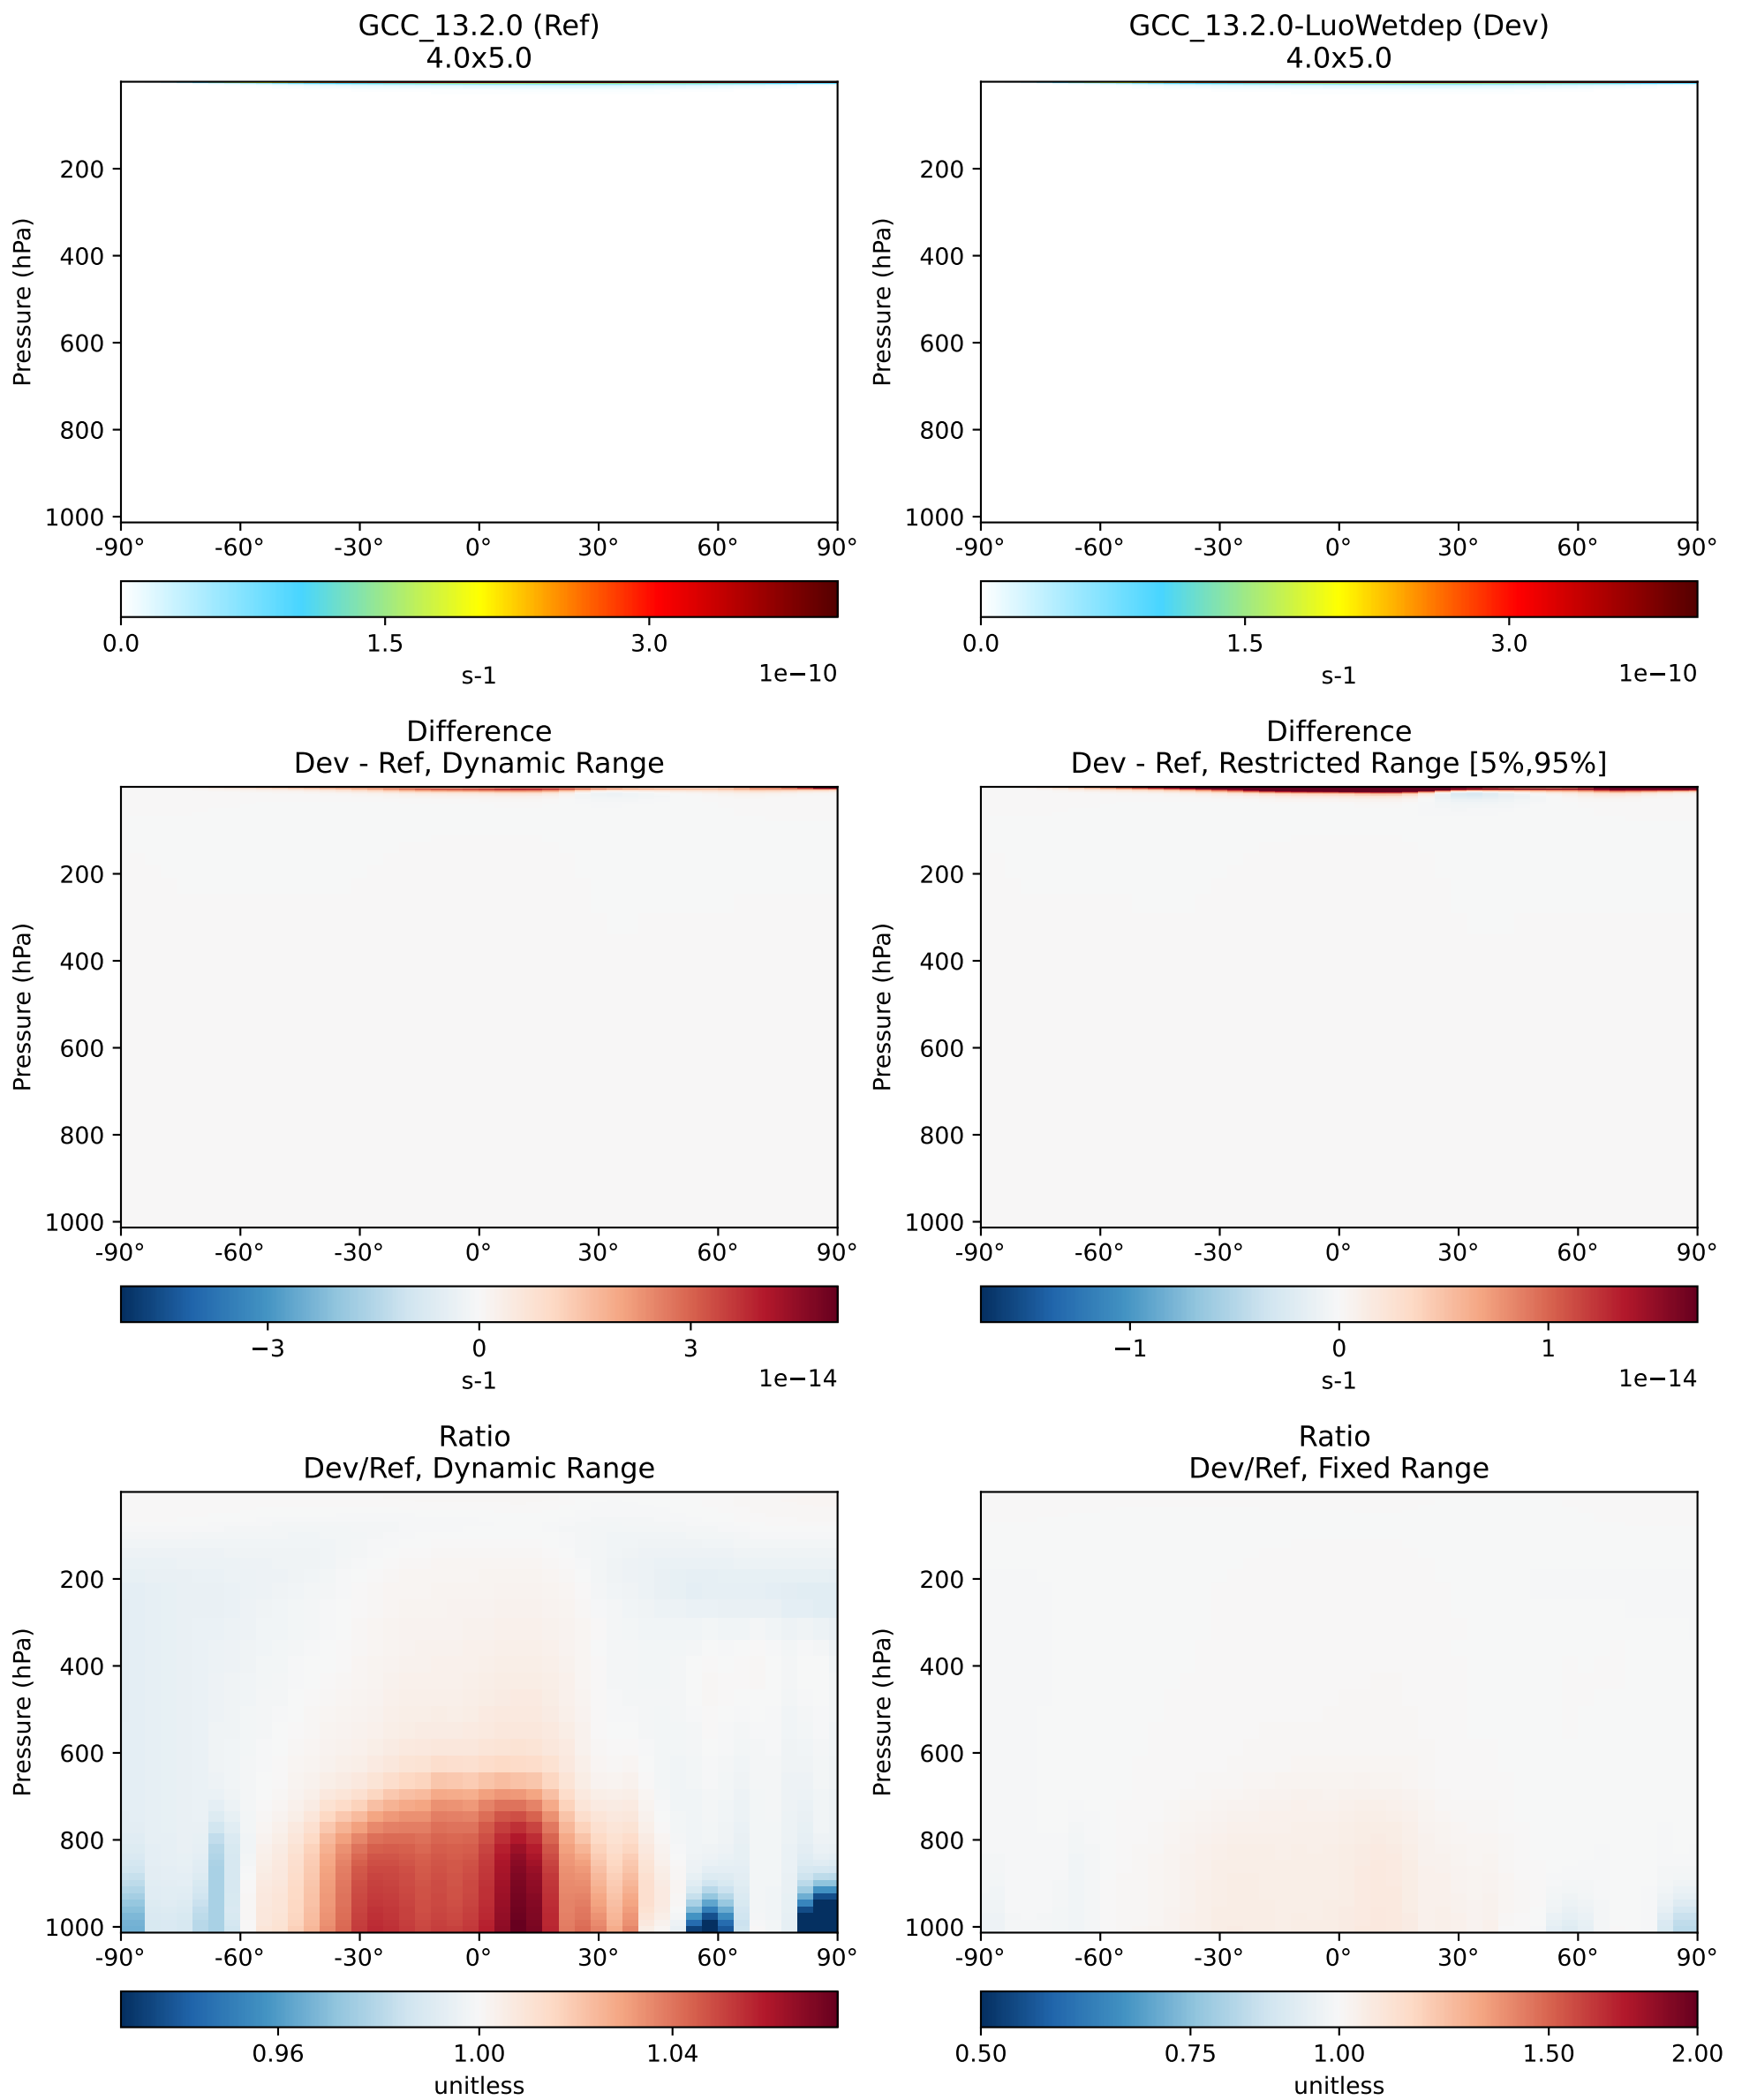 GCC_13.2.0 (Ref)
4.0x5.0
Pressure (hPa)
200
400
600
800
1000
-90° -60° -30° 0° 30° 60° 90°
0.0 1.5 3.0
s-1 1e−10
GCC_13.2.0-LuoWetdep (Dev)
4.0x5.0
Pressure (hPa)
200
400
600
800
1000
-90° -60° -30° 0° 30° 60° 90°
0.0 1.5 3.0
s-1 1e−10
Difference
Dev - Ref, Dynamic Range
Pressure (hPa)
200
400
600
800
1000
-90° -60° -30° 0° 30° 60° 90°
−3 0 3
s-1 1e−14
Difference
Dev - Ref, Restricted Range [5%,95%]
Pressure (hPa)
200
400
600
800
1000
-90° -60° -30° 0° 30° 60° 90°
−1 0 1
s-1 1e−14
Ratio
Dev/Ref, Dynamic Range
Pressure (hPa)
200
400
600
800
1000
-90° -60° -30° 0° 30° 60° 90°
0.96 1.00 1.04
unitless
Ratio
Dev/Ref, Fixed Range
Pressure (hPa)
200
400
600
800
1000
-90° -60° -30° 0° 30° 60° 90°
0.50 0.75 1.00 1.50 2.00
unitless